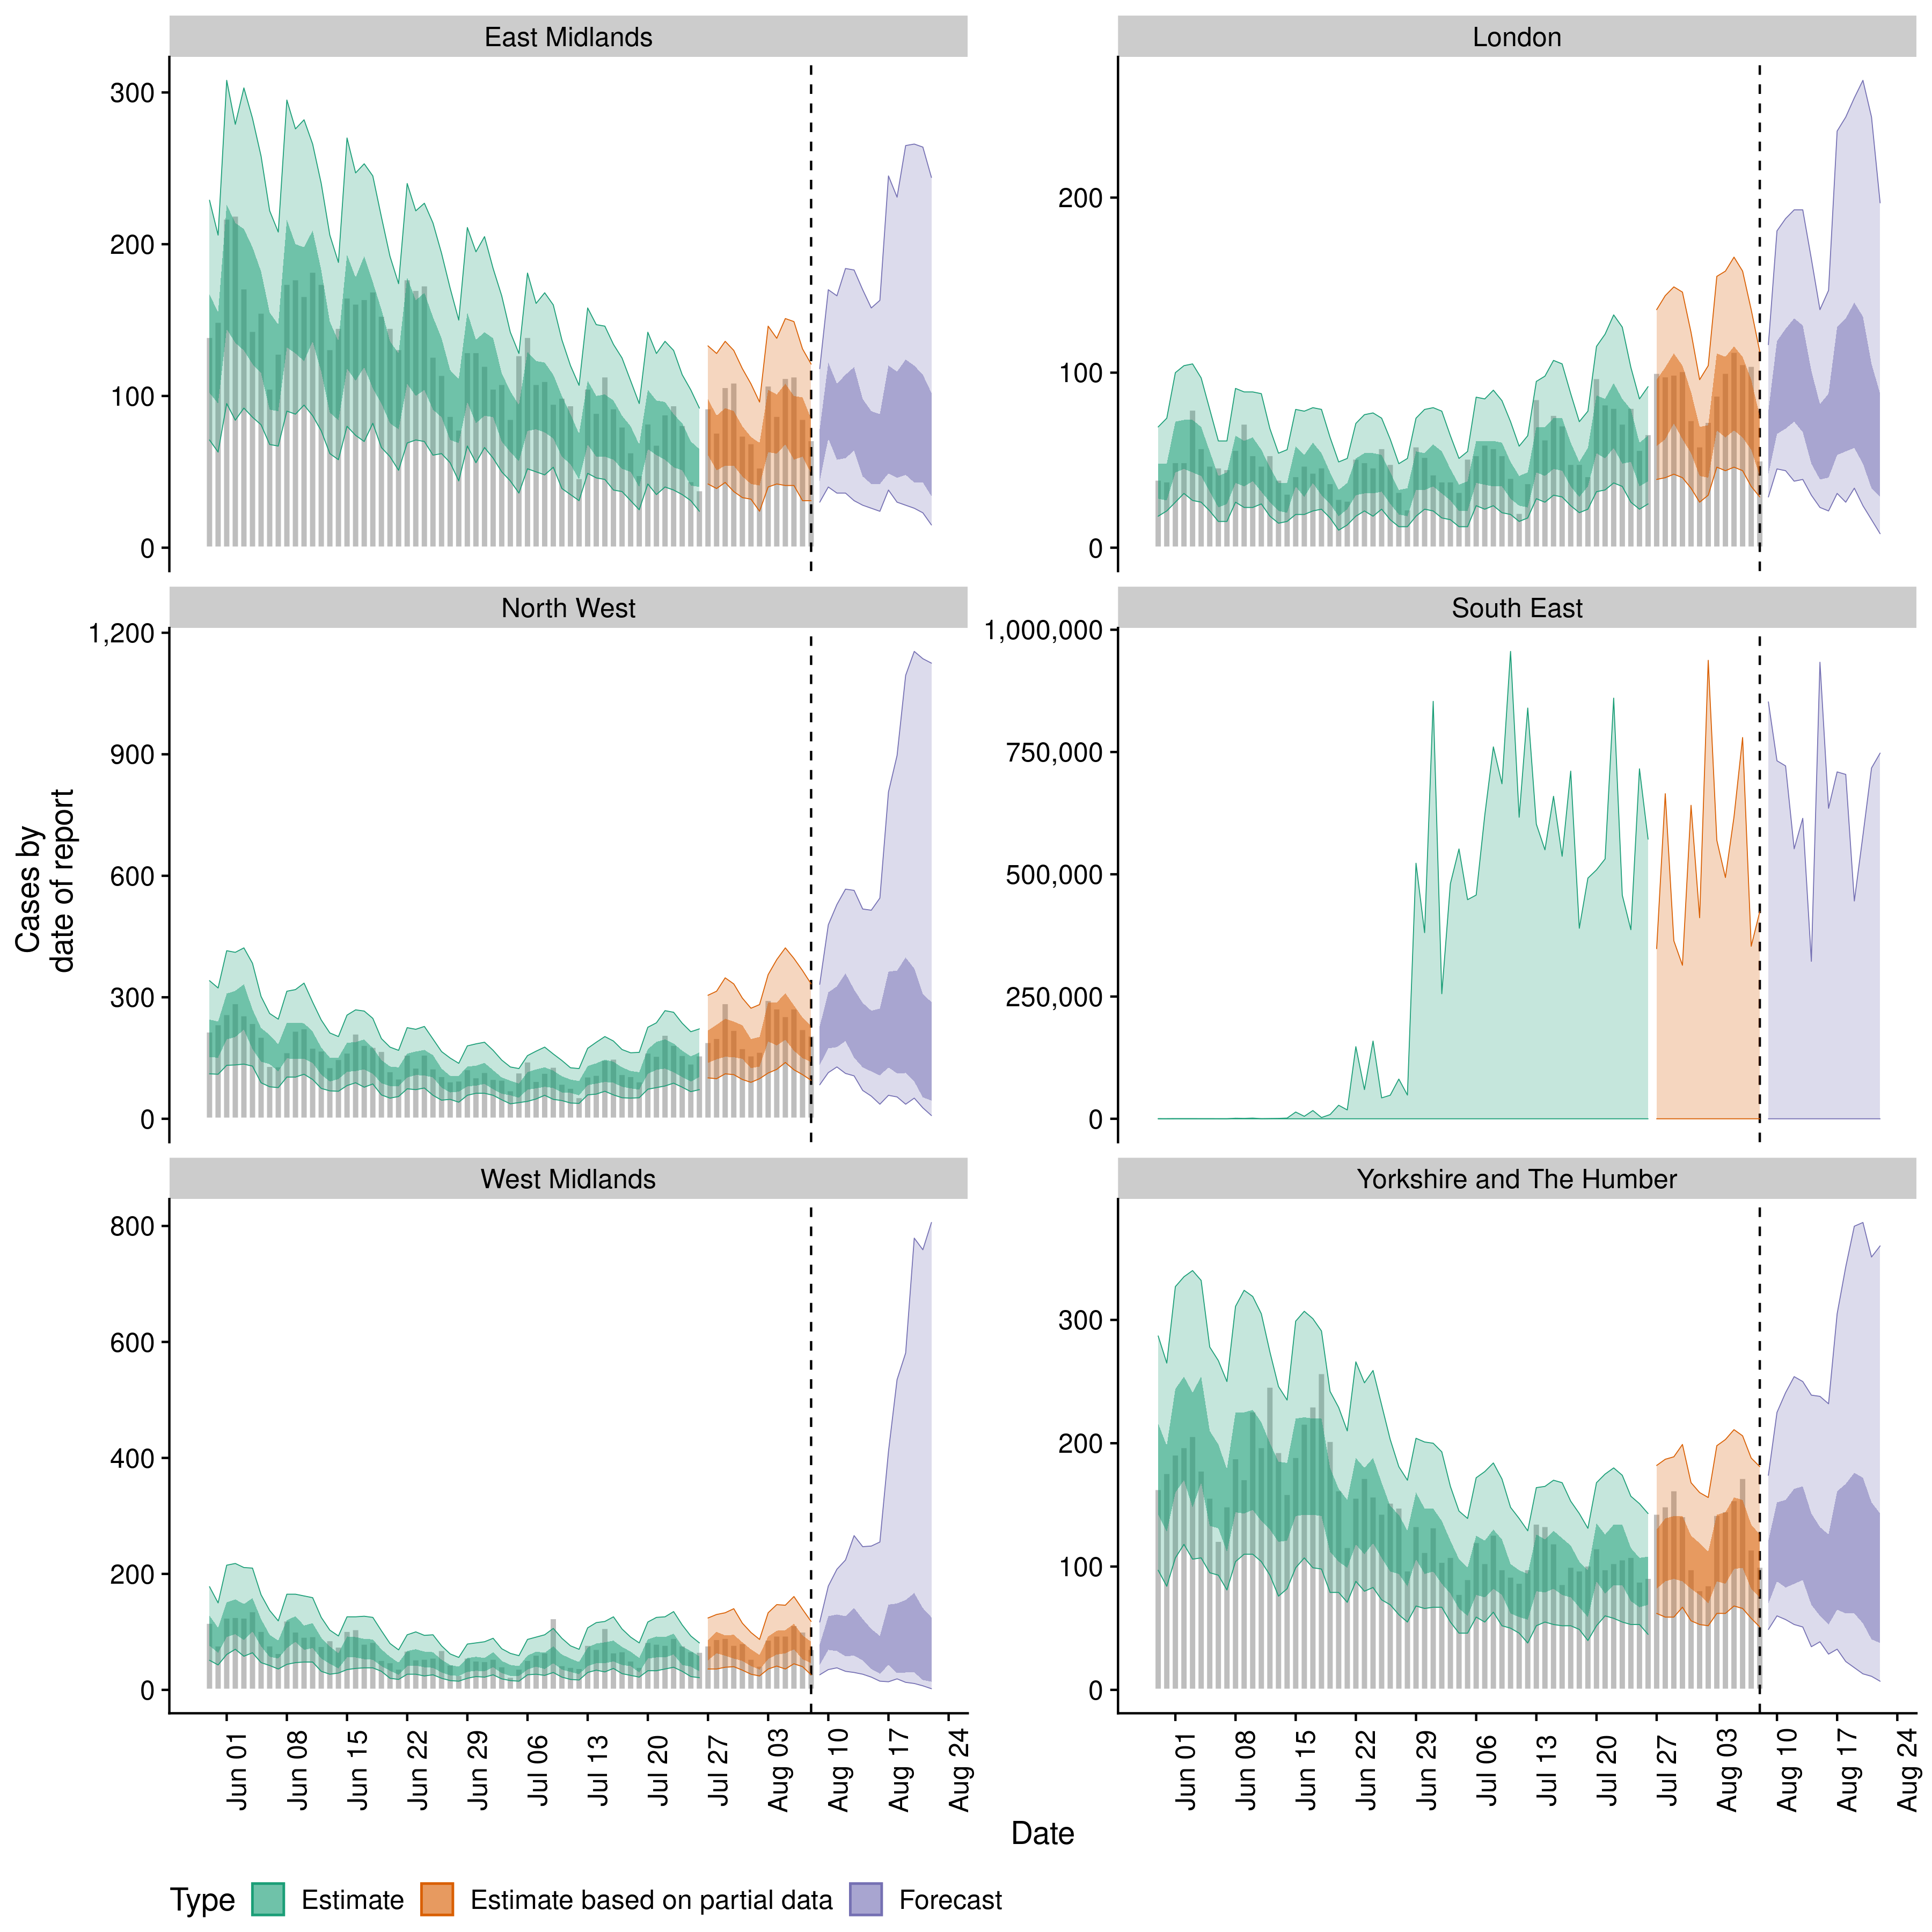 East Midlands
London
300
200
100
0
200
100
0
North West
South East
1,200
900
600
300
0
1,000,000
750,000
500,000
250,000
0
Cases by
date of report
West Midlands
Yorkshire and The Humber
800
600
400
200
0
300
200
100
0
Jun 01
Jun 08
Jun 15
Jun 22
Jun 29
Jul 06
Jul 13
Jul 20
Jul 27
Aug 03
Aug 10
Aug 17
Aug 24
Jun 01
Jun 08
Jun 15
Jun 22
Jun 29
Jul 06
Jul 13
Jul 20
Jul 27
Aug 03
Aug 10
Aug 17
Aug 24
Date
Type Estimate Estimate based on partial data Forecast